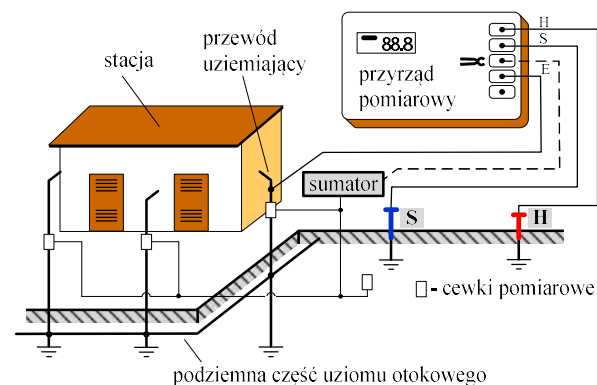 przewód
uziemiający
stacja
88.8
przyrząd
pomiarowy
H
S
E
sumator
S
H
- cewki pomiarowe
podziemna część uziomu otokowego